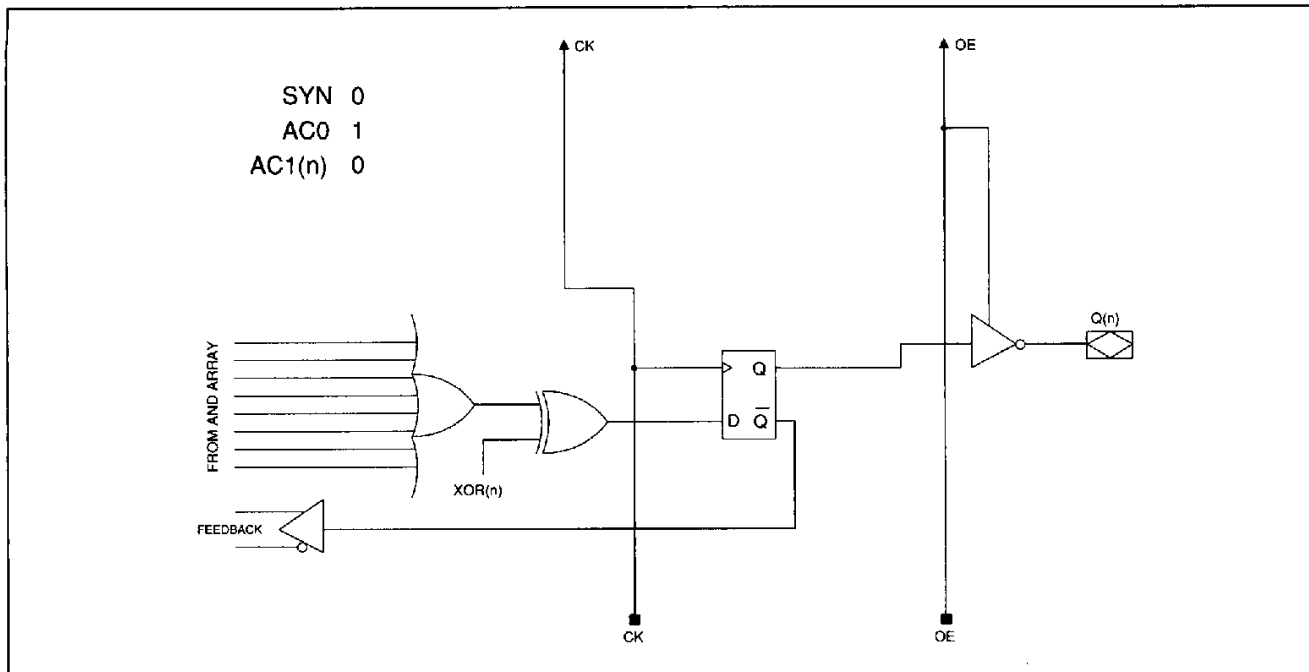 CK
OE
SYN 0
AC0 1
AC1(n) 0
Q(n)
FROM AND ARRAY
Q
D Q̅
XOR(n)
FEEDBACK
CK
OE